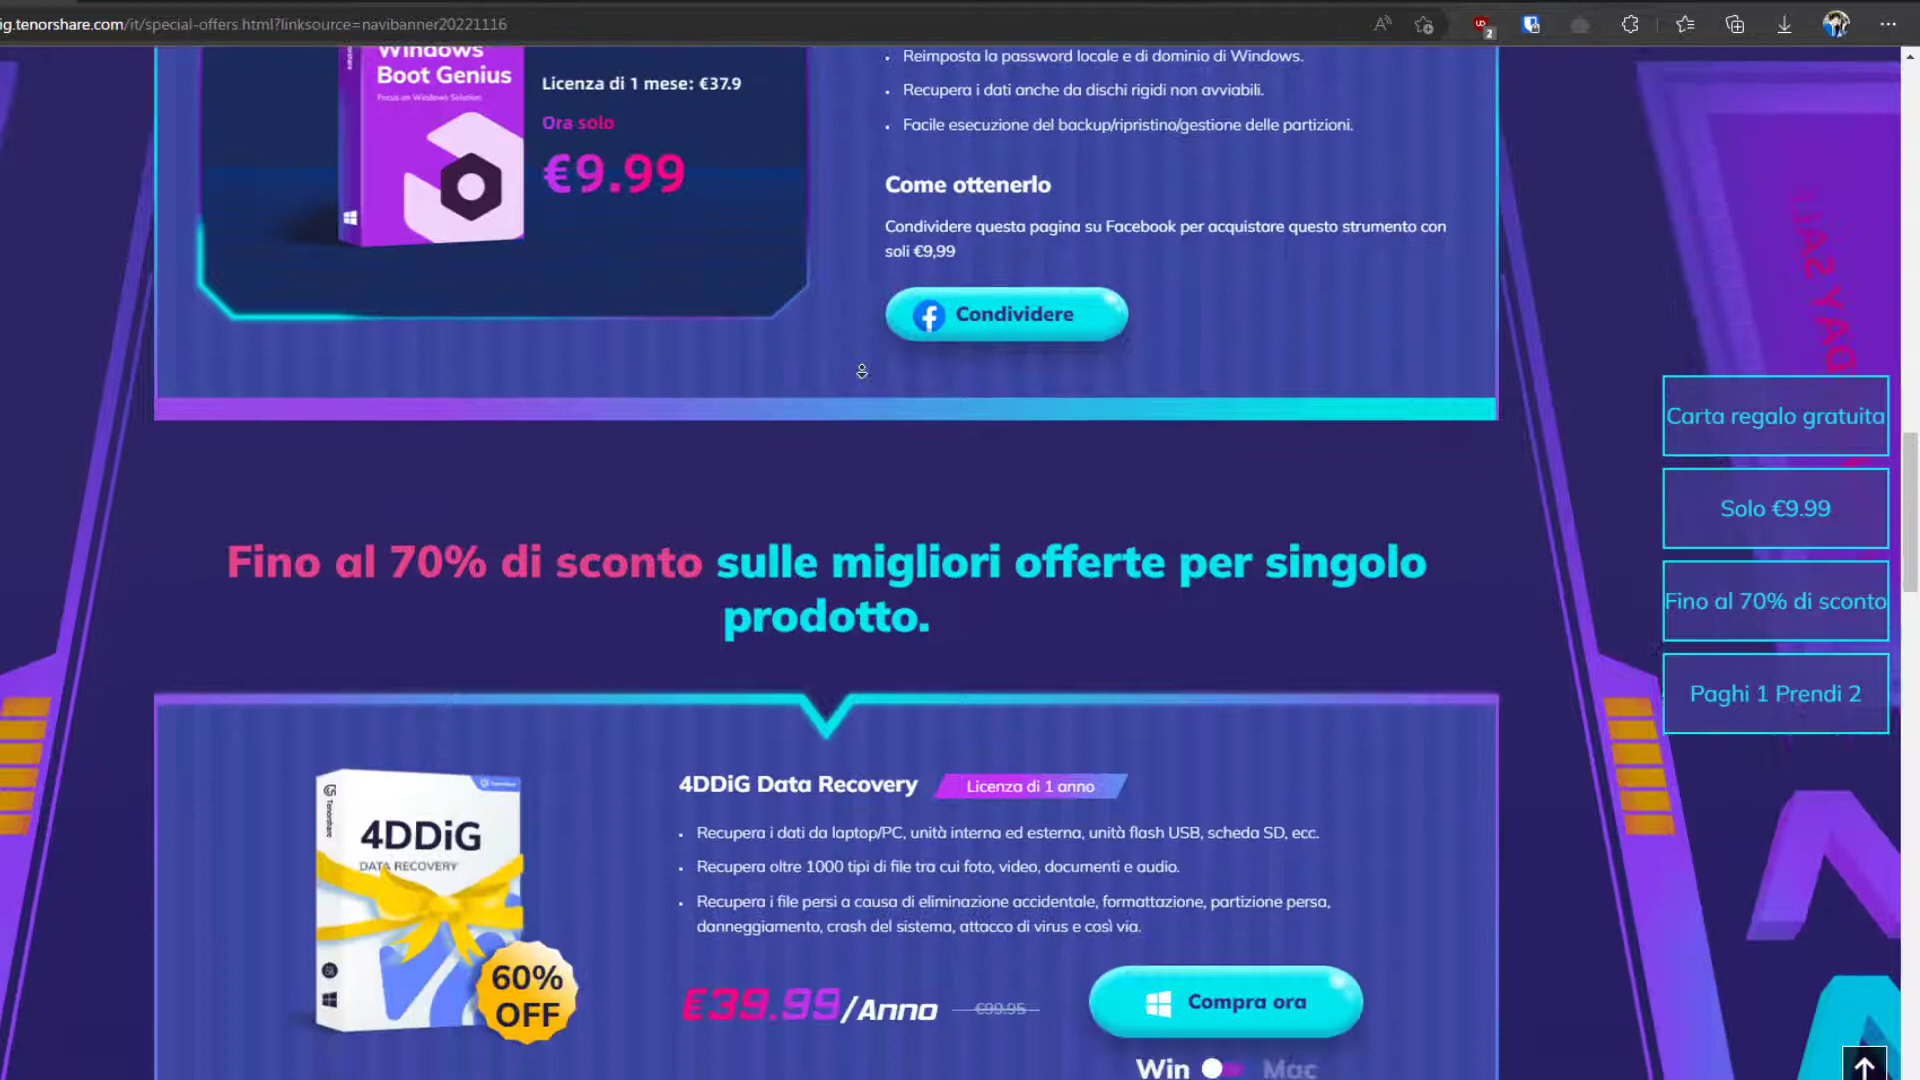 ig.tenorshare.com/it/special-offers.html?linksource=navibanner20221116
2
Windows
Boot Genius
Focus on Windows Solution
Licenza di 1 mese: €37.9
Ora solo
€9.99
Reimposta la password locale e di dominio di Windows.
Recupera i dati anche da dischi rigidi non avviabili.
Facile esecuzione del backup/ripristino/gestione delle partizioni.
Come ottenerlo
Condividere questa pagina su Facebook per acquistare questo strumento con
soli €9,99
Condividere
Carta regalo gratuita
Solo €9.99
Fino al 70% di sconto
Paghi 1 Prendi 2
Fino al 70% di sconto sulle migliori offerte per singolo
prodotto.
Tenorshare
4DDiG
DATA RECOVERY
60%
OFF
4DDiG Data Recovery
Licenza di 1 anno
Recupera i dati da laptop/PC, unità interna ed esterna, unità flash USB, scheda SD, ecc.
Recupera oltre 1000 tipi di file tra cui foto, video, documenti e audio.
Recupera i file persi a causa di eliminazione accidentale, formattazione, partizione persa,
danneggiamento, crash del sistema, attacco di virus e così via.
€39.99/Anno
€99.95
Compra ora
Win
Mac